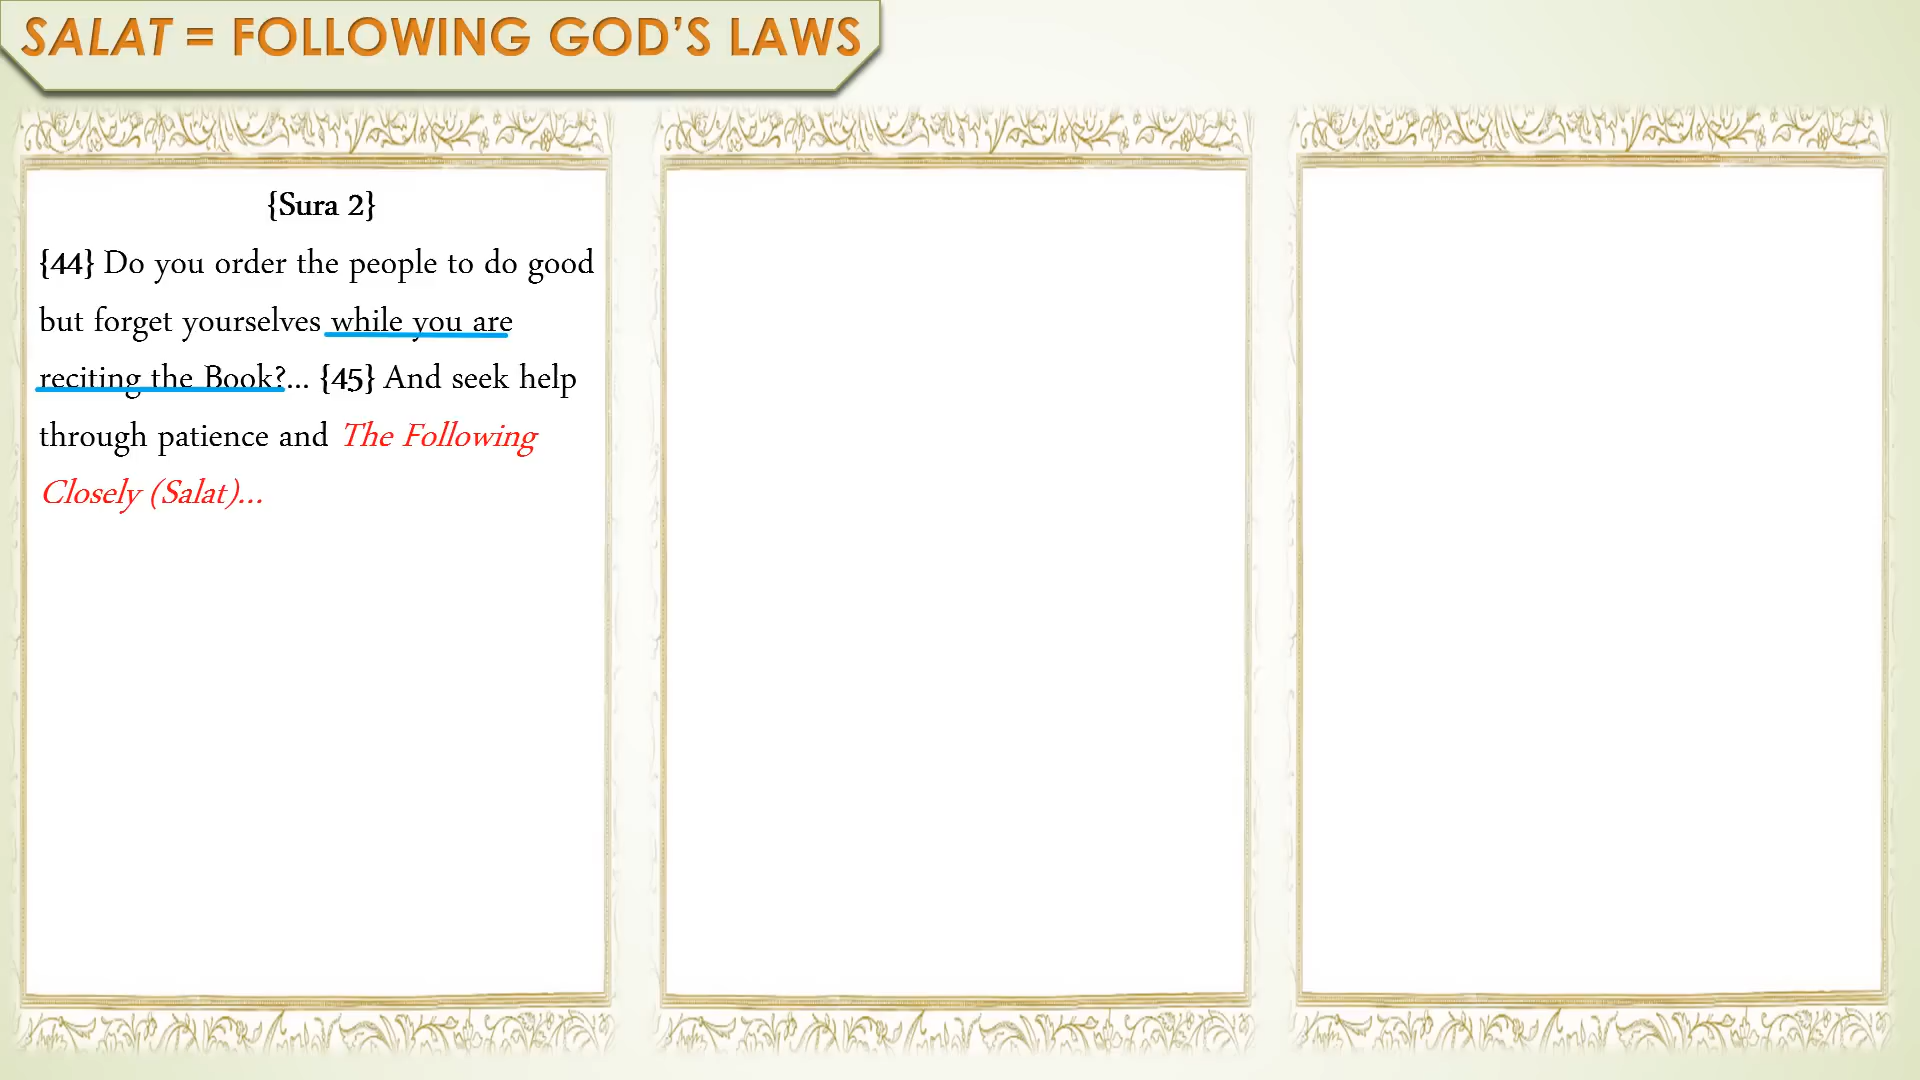 SALAT = FOLLOWING GOD’S LAWS
{Sura 2}
{44} Do you order the people to do good
but forget yourselves while you are
reciting the Book?... {45} And seek help
through patience and The Following
Closely (Salat)...